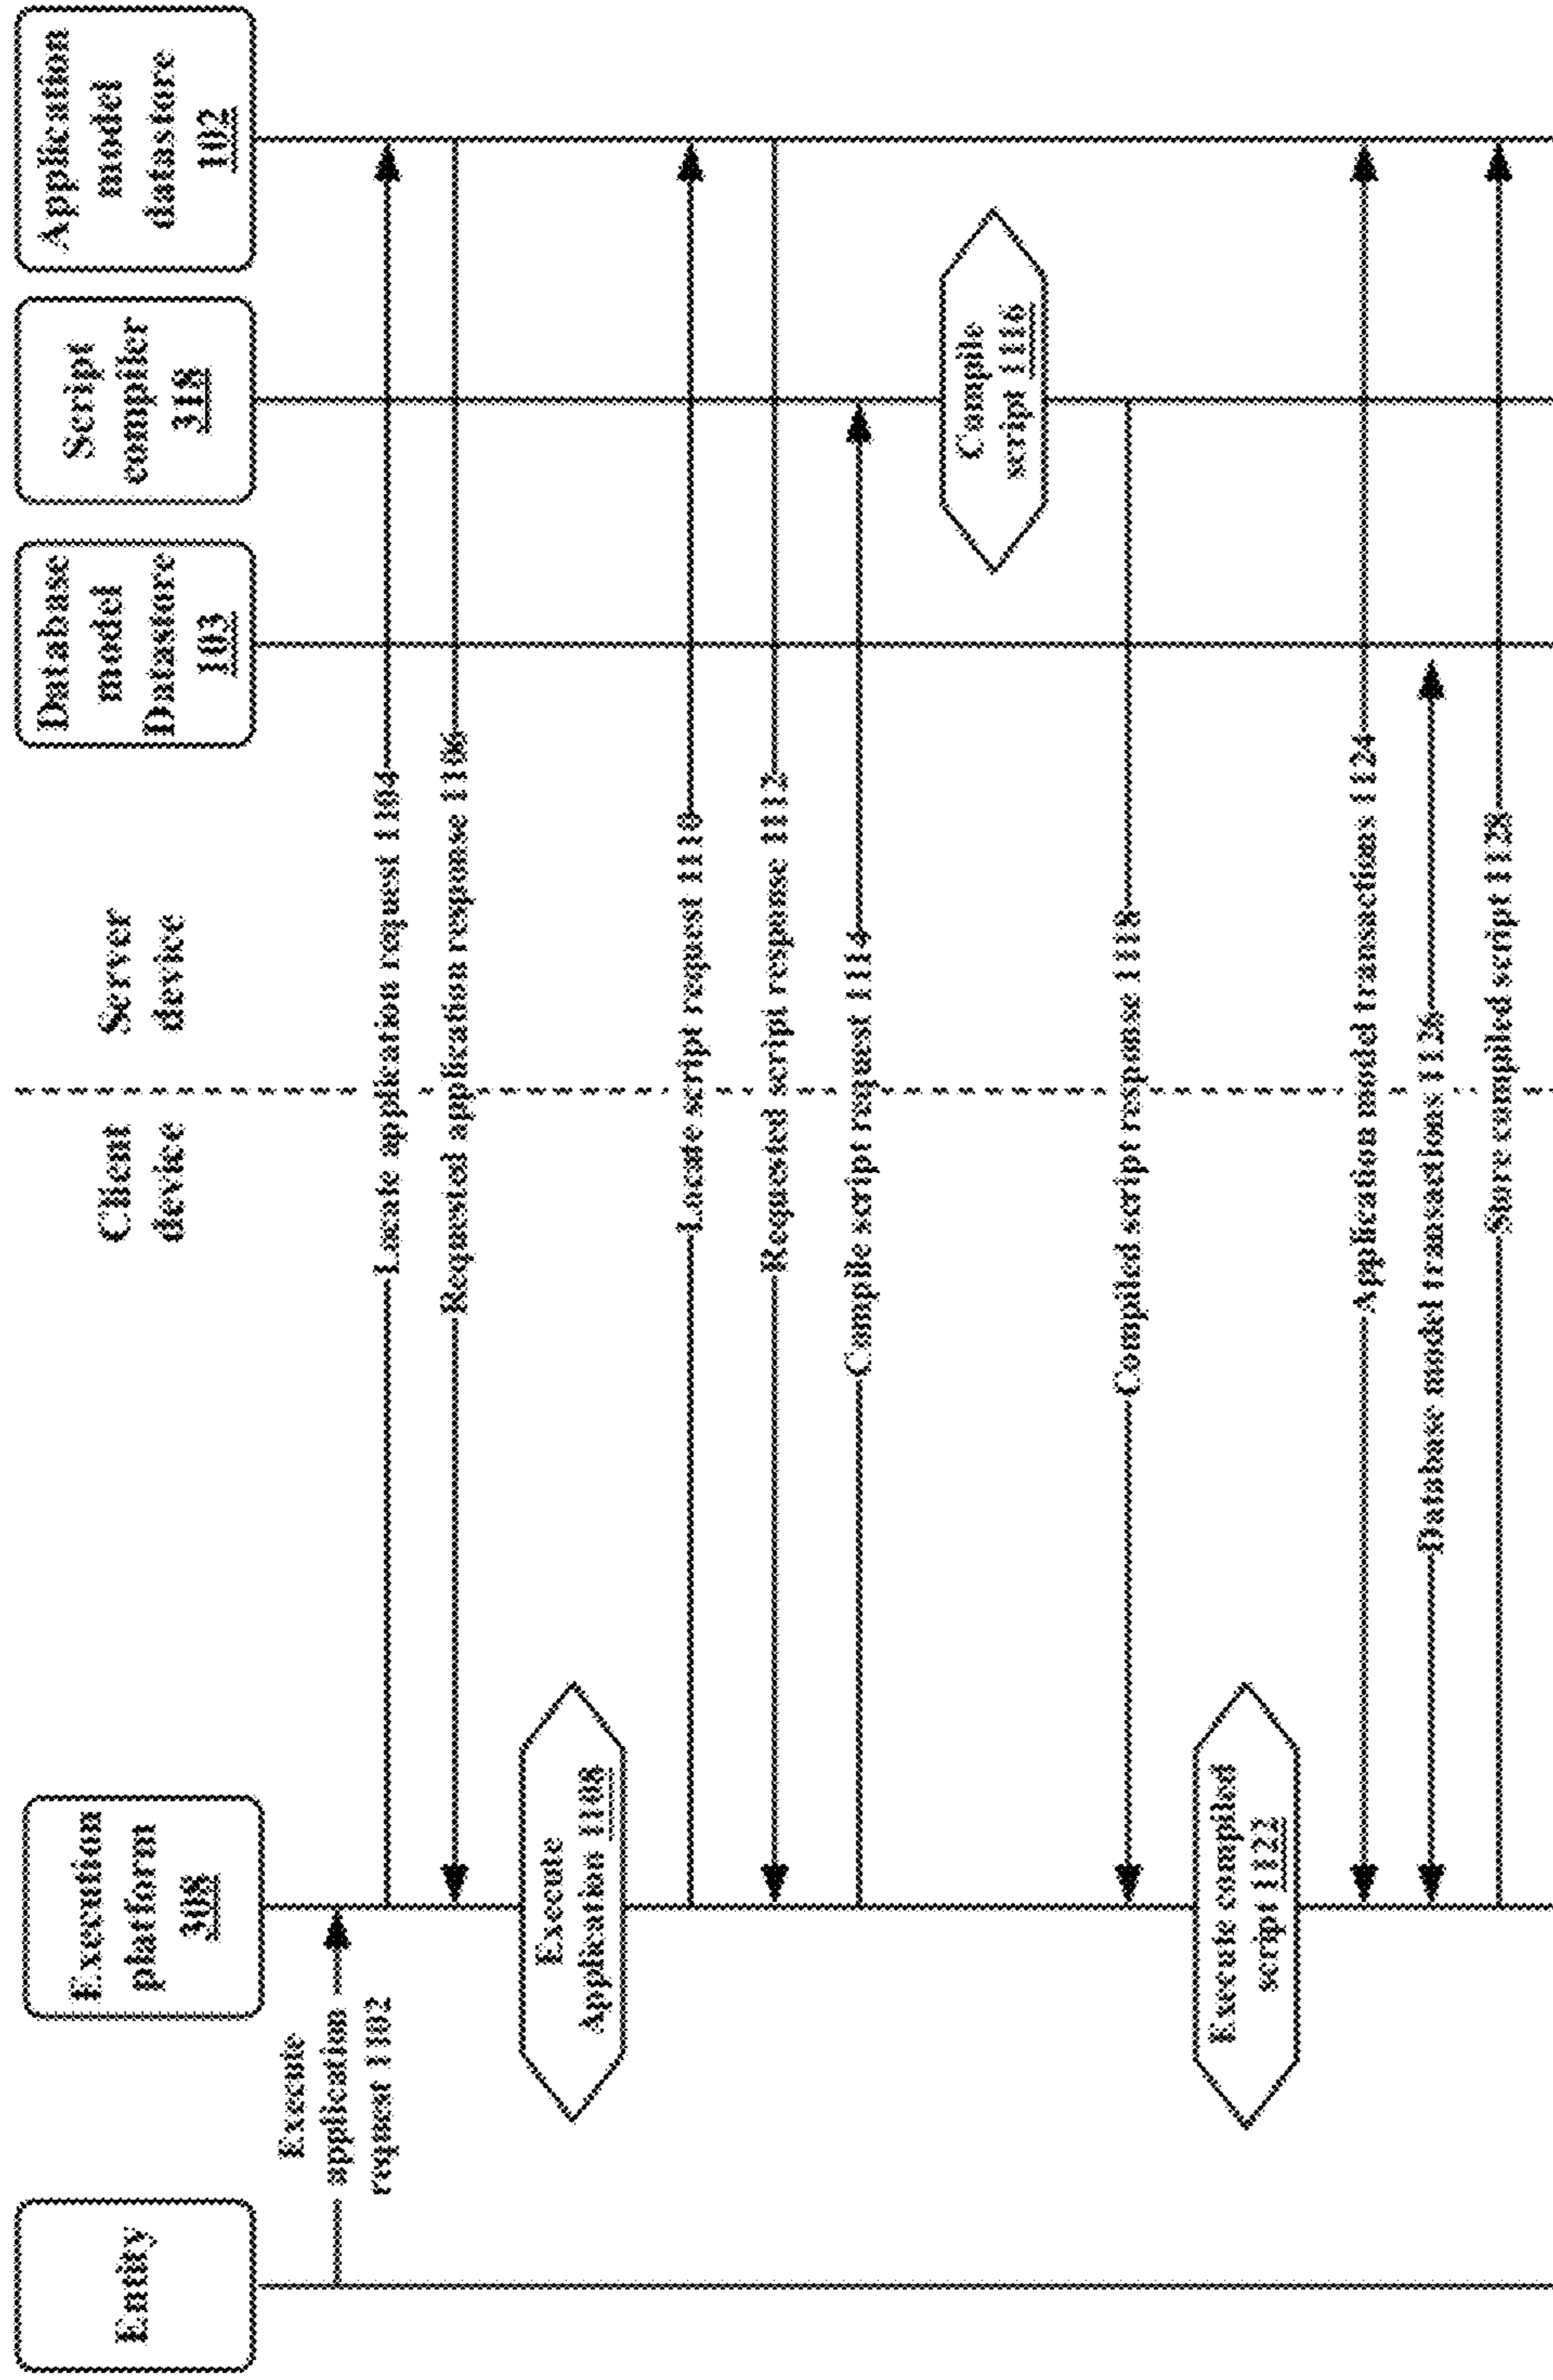 Entity
Execution
platform
308
Client
device
Server
device
Database
model
Datastore
103
Script
compiler
318
Application
model
datastore
102
Execute
application
request 1102
Locate application request 1104
Requested application response 1106
Execute
Application 1108
Locate script request 1110
Requested script response 1112
Compile script request 1114
Compile
script 1116
Compiled script response 1118
Execute compiled
script 1122
Application model transactions 1124
Database model transactions 1126
Store compiled script 1128